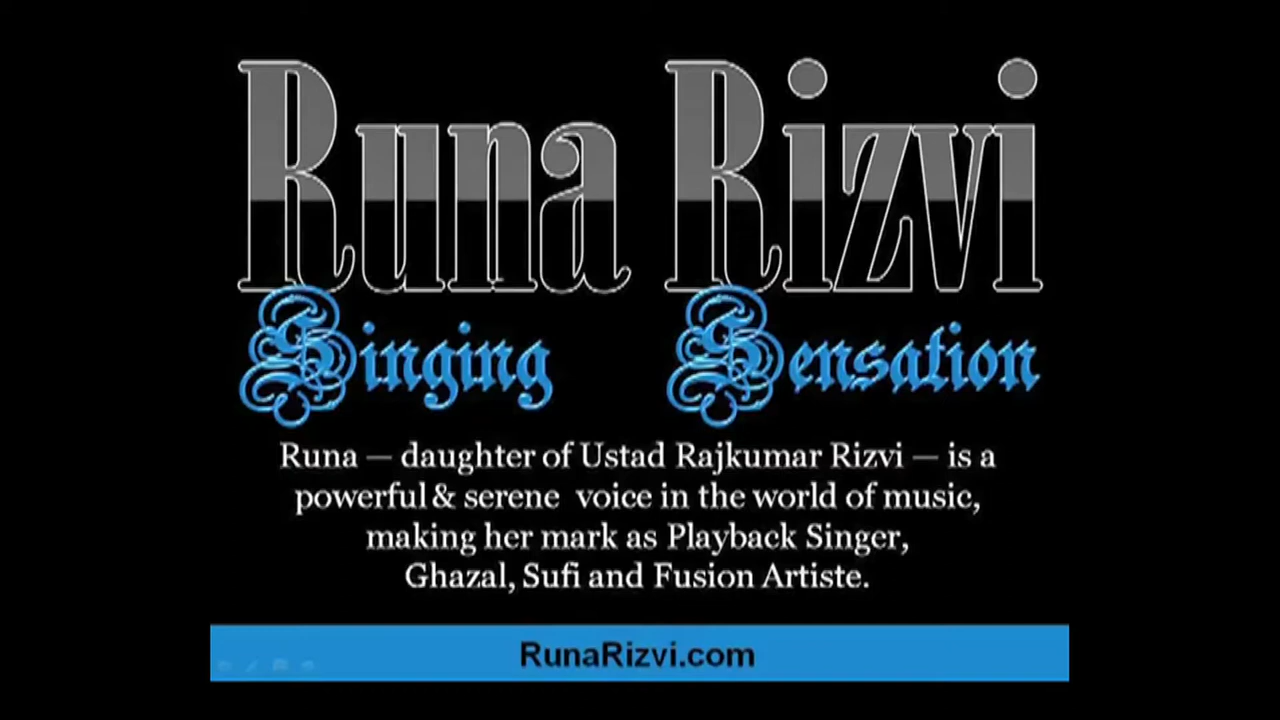 Runa Rizvi
Singing Sensation
Runa — daughter of Ustad Rajkumar Rizvi — is a
powerful & serene voice in the world of music,
making her mark as Playback Singer,
Ghazal, Sufi and Fusion Artiste.
RunaRizvi.com